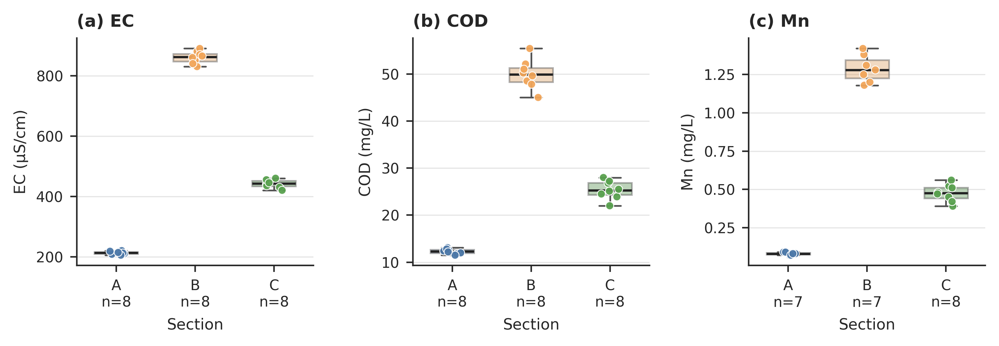 (a) EC
EC (µS/cm)
800
600
400
200
A
n=8
B
n=8
C
n=8
Section
(b) COD
COD (mg/L)
50
40
30
20
10
A
n=8
B
n=8
C
n=8
Section
(c) Mn
Mn (mg/L)
1.25
1.00
0.75
0.50
0.25
A
n=7
B
n=7
C
n=8
Section